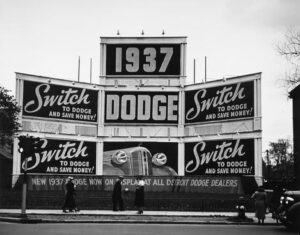 1937
Switch
TO DODGE
AND SAVE MONEY!
DODGE
Switch
TO DODGE
AND SAVE MONEY!
Switch
TO DODGE
AND SAVE MONEY!
Switch
TO DODGE
AND SAVE MONEY!
NEW 1937 DODGE NOW ON DISPLAY AT ALL DETROIT DODGE DEALERS